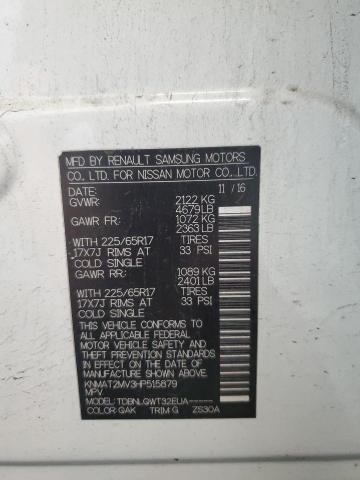 MFD BY RENAULT SAMSUNG MOTORS
CO., LTD. FOR NISSAN MOTOR CO., LTD.
DATE: 11 / 16
GVWR: 2122 KG
4679 LB
GAWR FR: 1072 KG
2363 LB
WITH 225/65R17 TIRES
17X7J RIMS AT 33 PSI
COLD SINGLE
GAWR RR: 1089 KG
2401 LB
WITH 225/65R17 TIRES
17X7J RIMS AT 33 PSI
COLD SINGLE
THIS VEHICLE CONFORMS
TO ALL APPLICABLE FEDERAL
MOTOR VEHICLE SAFETY AND
THEFT PREVENTION STANDARDS
IN EFFECT ON THE DATE OF
MANUFACTURE SHOWN ABOVE.
KNMAT2MV3HP515879
MPV
MODEL: TDBNLQWT32EUA-----
COLOR: QAK TRIM: G ZS30A